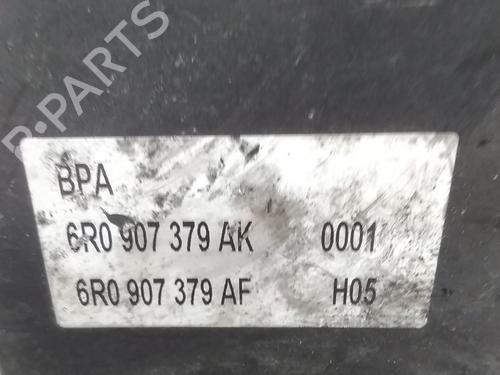 B-PARTS
BPA
6R0 907 379 AK 0001
6R0 907 379 AF H05